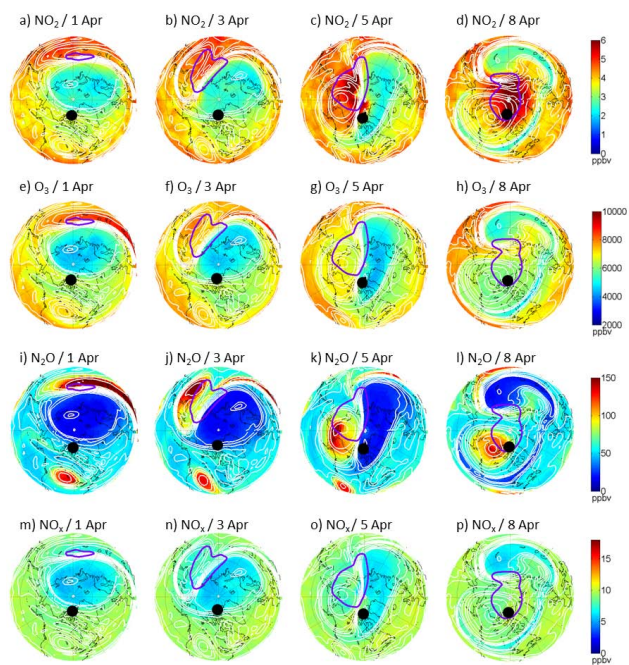 a) NO₂ / 1 Apr b) NO₂ / 3 Apr c) NO₂ / 5 Apr d) NO₂ / 8 Apr
6
5
4
3
2
1
0
ppbv
e) O₃ / 1 Apr f) O₃ / 3 Apr g) O₃ / 5 Apr h) O₃ / 8 Apr
10000
8000
6000
4000
2000
ppbv
i) N₂O / 1 Apr j) N₂O / 3 Apr k) N₂O / 5 Apr l) N₂O / 8 Apr
150
100
50
0
ppbv
m) NOₓ / 1 Apr n) NOₓ / 3 Apr o) NOₓ / 5 Apr p) NOₓ / 8 Apr
15
10
5
0
ppbv